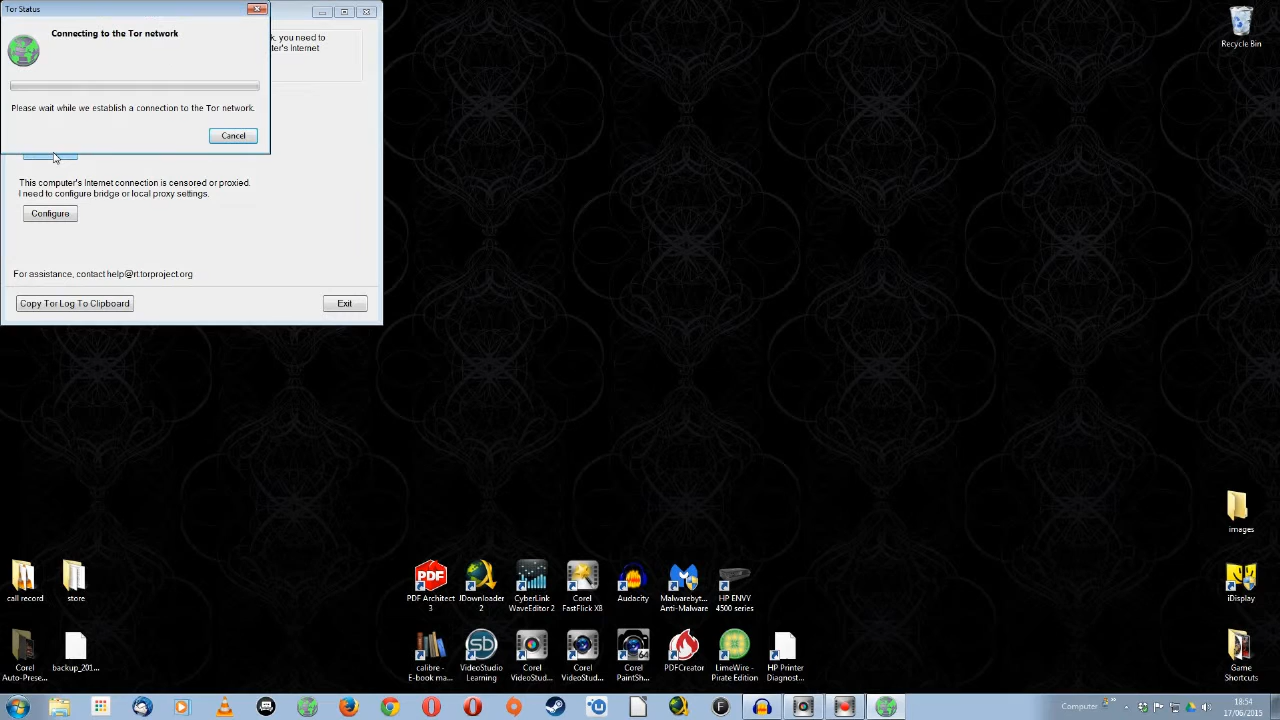 Tor Status
Connecting to the Tor network
Please wait while we establish a connection to the Tor network.
Cancel
k, you need to
ter's Internet
This computer's Internet connection is censored or proxied.
I need to configure bridge or local proxy settings.
Configure
For assistance, contact help@rt.torproject.org
Copy Tor Log To Clipboard
Exit
Recycle Bin
images
call record
store
PDF Architect
3
JDownloader
2
CyberLink
WaveEditor 2
Corel
FastFlick X8
Audacity
Malwarebyt...
Anti-Malware
HP ENVY
4500 series
iDisplay
Corel
Auto-Prese...
backup_201...
calibre -
E-book ma...
VideoStudio
Learning
Corel
VideoStud...
Corel
VideoStud...
Corel
PaintSh...
PDFCreator
LimeWire -
Pirate Edition
HP Printer
Diagnost...
Game
Shortcuts
Computer
18:54
17/06/2015